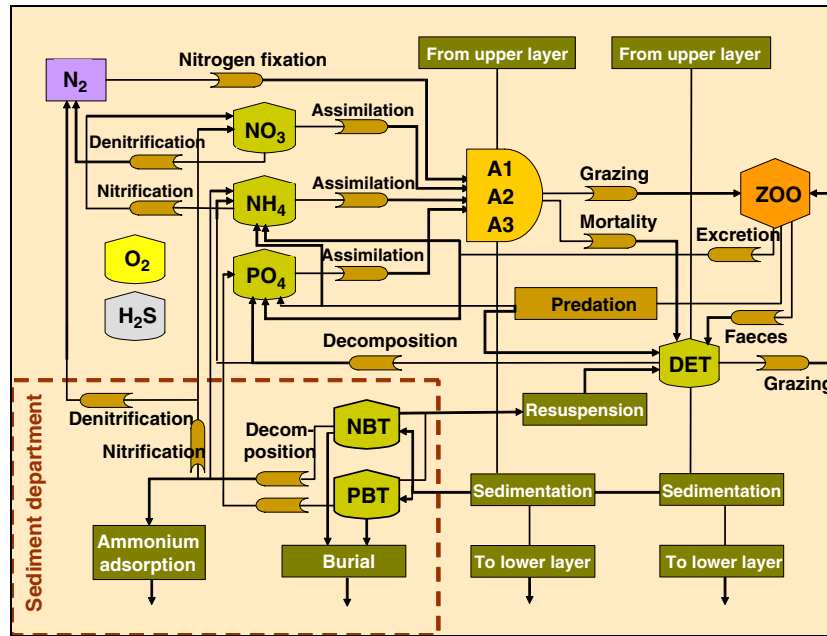 From upper layer
From upper layer
Nitrogen fixation
N₂
Assimilation
NO₃
Denitrification
A1
A2
A3
Grazing
ZOO
Assimilation
Nitrification
NH₄
Mortality
Excretion
O₂
Assimilation
PO₄
H₂S
Predation
Faeces
Decomposition
DET
Grazing
Denitrification
Nitrification
Decom-
position
NBT
Resuspension
PBT
Sedimentation
Sedimentation
Sediment department
Ammonium
adsorption
Burial
To lower layer
To lower layer